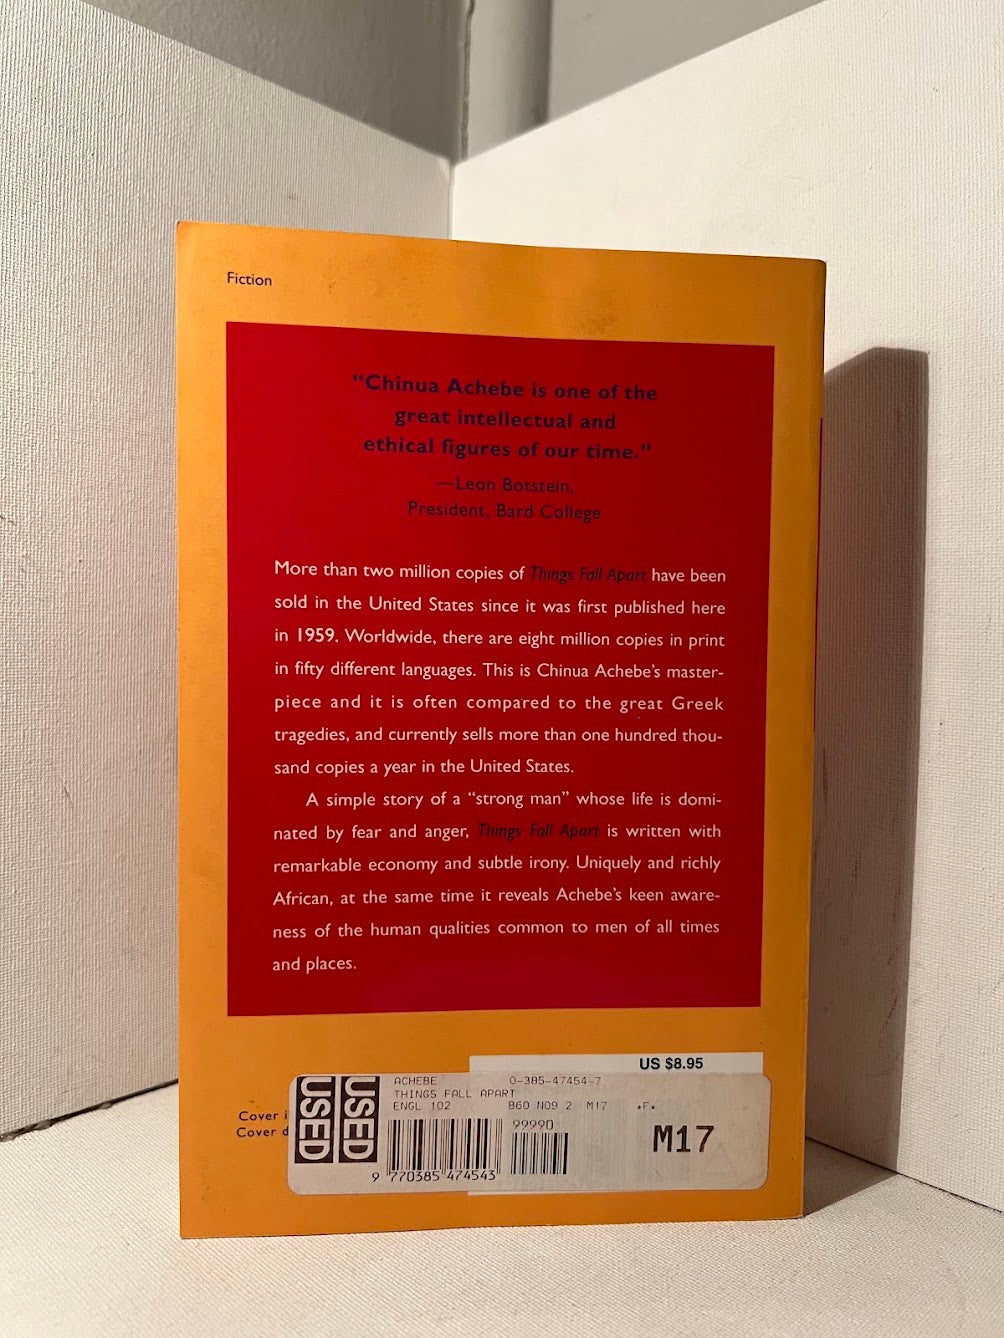 Fiction
“Chinua Achebe is one of the
great intellectual and
ethical figures of our time.”
—Leon Botstein,
President, Bard College
More than two million copies of Things Fall Apart have been
sold in the United States since it was first published here
in 1959. Worldwide, there are eight million copies in print
in fifty different languages. This is Chinua Achebe’s master-
piece and it is often compared to the great Greek
tragedies, and currently sells more than one hundred thou-
sand copies a year in the United States.
A simple story of a “strong man” whose life is domi-
nated by fear and anger, Things Fall Apart is written with
remarkable economy and subtle irony. Uniquely and richly
African, at the same time it reveals Achebe’s keen aware-
ness of the human qualities common to men of all times
and places.
US $8.95
Cover
Cover
USED
USED
ACHEBE 0-385-47454-7
THINGS FALL APART
ENGL 102 B60 N09 2 M17 *F*
99990
M17
9 770385 474543